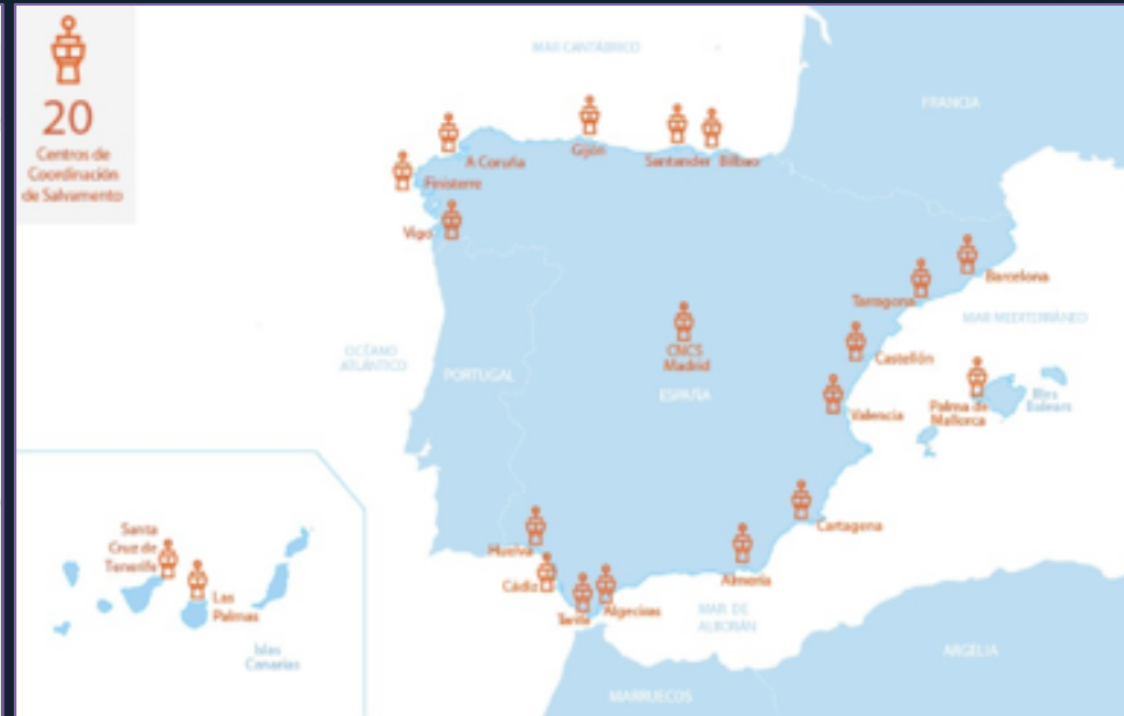 20
Centros de
Coordinación
de Salvamento
MAR CANTÁBRICO
FRANCIA
A Coruña
Gijón
Santander
Bilbao
Finisterre
Vigo
Barcelona
Tarragona
MAR MEDITERRÁNEO
OCÉANO
ATLÁNTICO
PORTUGAL
CNCS
Madrid
ESPAÑA
Castellón
Valencia
Palma de
Mallorca
Illes
Balears
Cartagena
Huelva
Cádiz
Tarifa
Algeciras
Almería
MAR DE
ALBORÁN
Santa
Cruz de
Tenerife
Las
Palmas
Islas
Canarias
ARGELIA
MARRUECOS